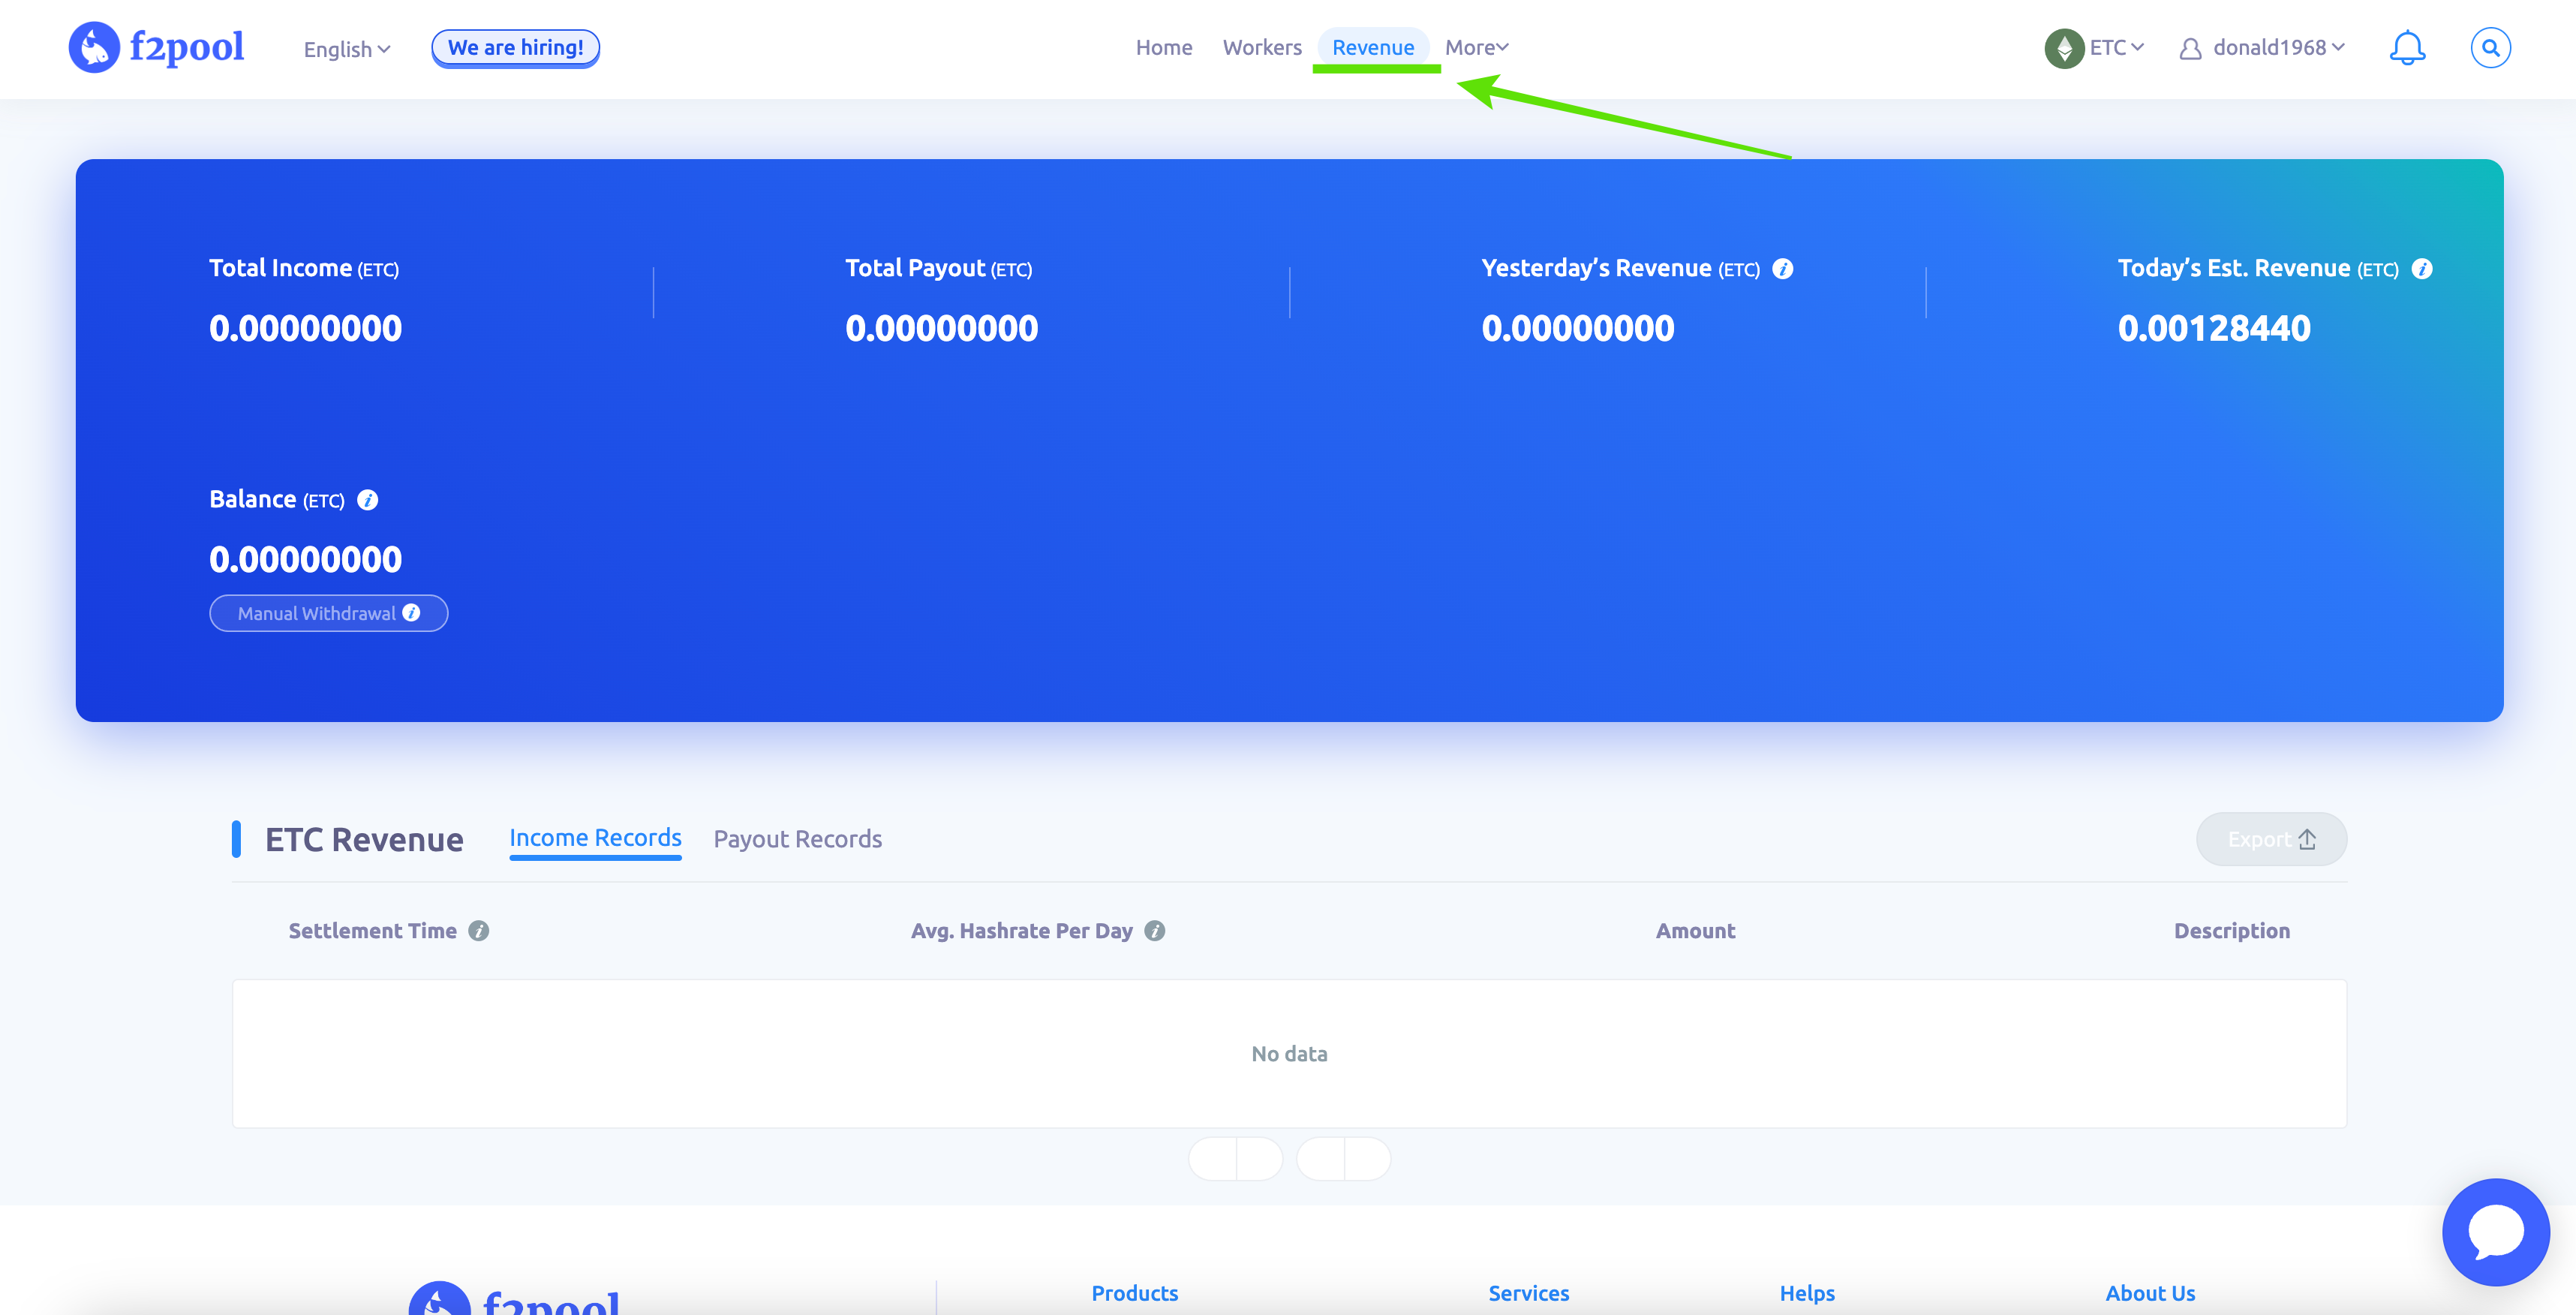 f2pool
English
We are hiring!
Home
Workers
Revenue
More
ETC
donald1968
Total Income (ETC)
0.00000000
Total Payout (ETC)
0.00000000
Yesterday’s Revenue (ETC)
0.00000000
Today’s Est. Revenue (ETC)
0.00128440
Balance (ETC)
0.00000000
Manual Withdrawal
ETC Revenue
Income Records
Payout Records
Export
Settlement Time
Avg. Hashrate Per Day
Amount
Description
No data
f2pool
Products
Services
Helps
About Us